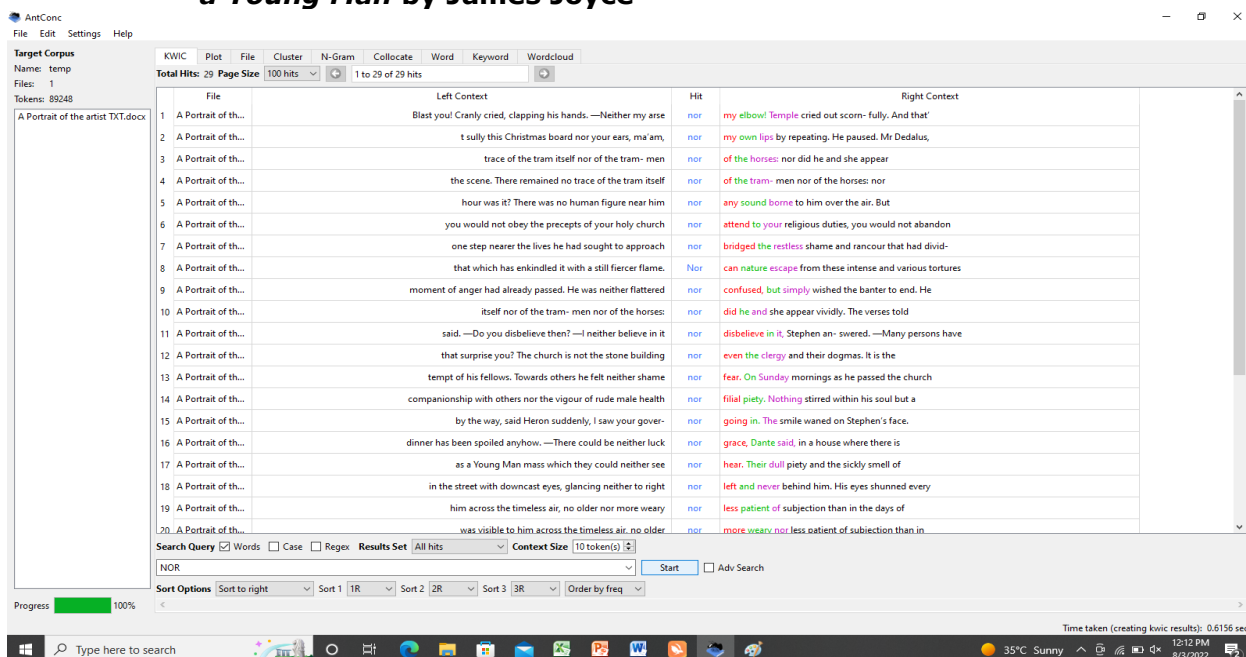 a Young Man by James Joyce
AntConc
File Edit Settings Help
Target Corpus
Name: temp
Files: 1
Tokens: 89248
A Portrait of the artist TXT.docx
Progress 100%
KWIC Plot File Cluster N-Gram Collocate Word Keyword Wordcloud
Total Hits: 29 Page Size 100 hits 1 to 29 of 29 hits
File Left Context Hit Right Context
1 A Portrait of th... Blast you! Cranly cried, clapping his hands. —Neither my arse nor my elbow! Temple cried out scorn- fully. And that'
2 A Portrait of th... t sully this Christmas board nor your ears, ma'am, nor my own lips by repeating. He paused. Mr Dedalus,
3 A Portrait of th... trace of the tram itself nor of the tram- men nor of the horses: nor did he and she appear
4 A Portrait of th... the scene. There remained no trace of the tram itself nor of the tram- men nor of the horses: nor
5 A Portrait of th... hour was it? There was no human figure near him nor any sound borne to him over the air. But
6 A Portrait of th... you would not obey the precepts of your holy church nor attend to your religious duties, you would not abandon
7 A Portrait of th... one step nearer the lives he had sought to approach nor bridged the restless shame and rancour that had divid-
8 A Portrait of th... that which has enkindled it with a still fiercer flame. Nor can nature escape from these intense and various tortures
9 A Portrait of th... moment of anger had already passed. He was neither flattered nor confused, but simply wished the banter to end. He
10 A Portrait of th... itself nor of the tram- men nor of the horses: nor did he and she appear vividly. The verses told
11 A Portrait of th... said. —Do you disbelieve then? —I neither believe in it nor disbelieve in it, Stephen an- swered. —Many persons have
12 A Portrait of th... that surprise you? The church is not the stone building nor even the clergy and their dogmas. It is the
13 A Portrait of th... tempt of his fellows. Towards others he felt neither shame nor fear. On Sunday mornings as he passed the church
14 A Portrait of th... companionship with others nor the vigour of rude male health nor filial piety. Nothing stirred within his soul but a
15 A Portrait of th... by the way, said Heron suddenly, I saw your gover- nor going in. The smile waned on Stephen's face.
16 A Portrait of th... dinner has been spoiled anyhow. —There could be neither luck nor grace, Dante said, in a house where there is
17 A Portrait of th... as a Young Man mass which they could neither see nor hear. Their dull piety and the sickly smell of
18 A Portrait of th... in the street with downcast eyes, glancing neither to right nor left and never behind him. His eyes shunned every
19 A Portrait of th... him across the timeless air, no older nor more weary nor less patient of subjection than in the days of
20 A Portrait of th... was visible to him across the timeless air, no older nor more weary nor less patient of subjection than in
Search Query Words Case Regex Results Set All hits Context Size 10 token(s)
NOR Start Adv Search
Sort Options Sort to right Sort 1 1R Sort 2 2R Sort 3 3R Order by freq
Time taken (creating kwic results): 0.6156 sec
Type here to search 35°C Sunny 12:12 PM
8/3/2022